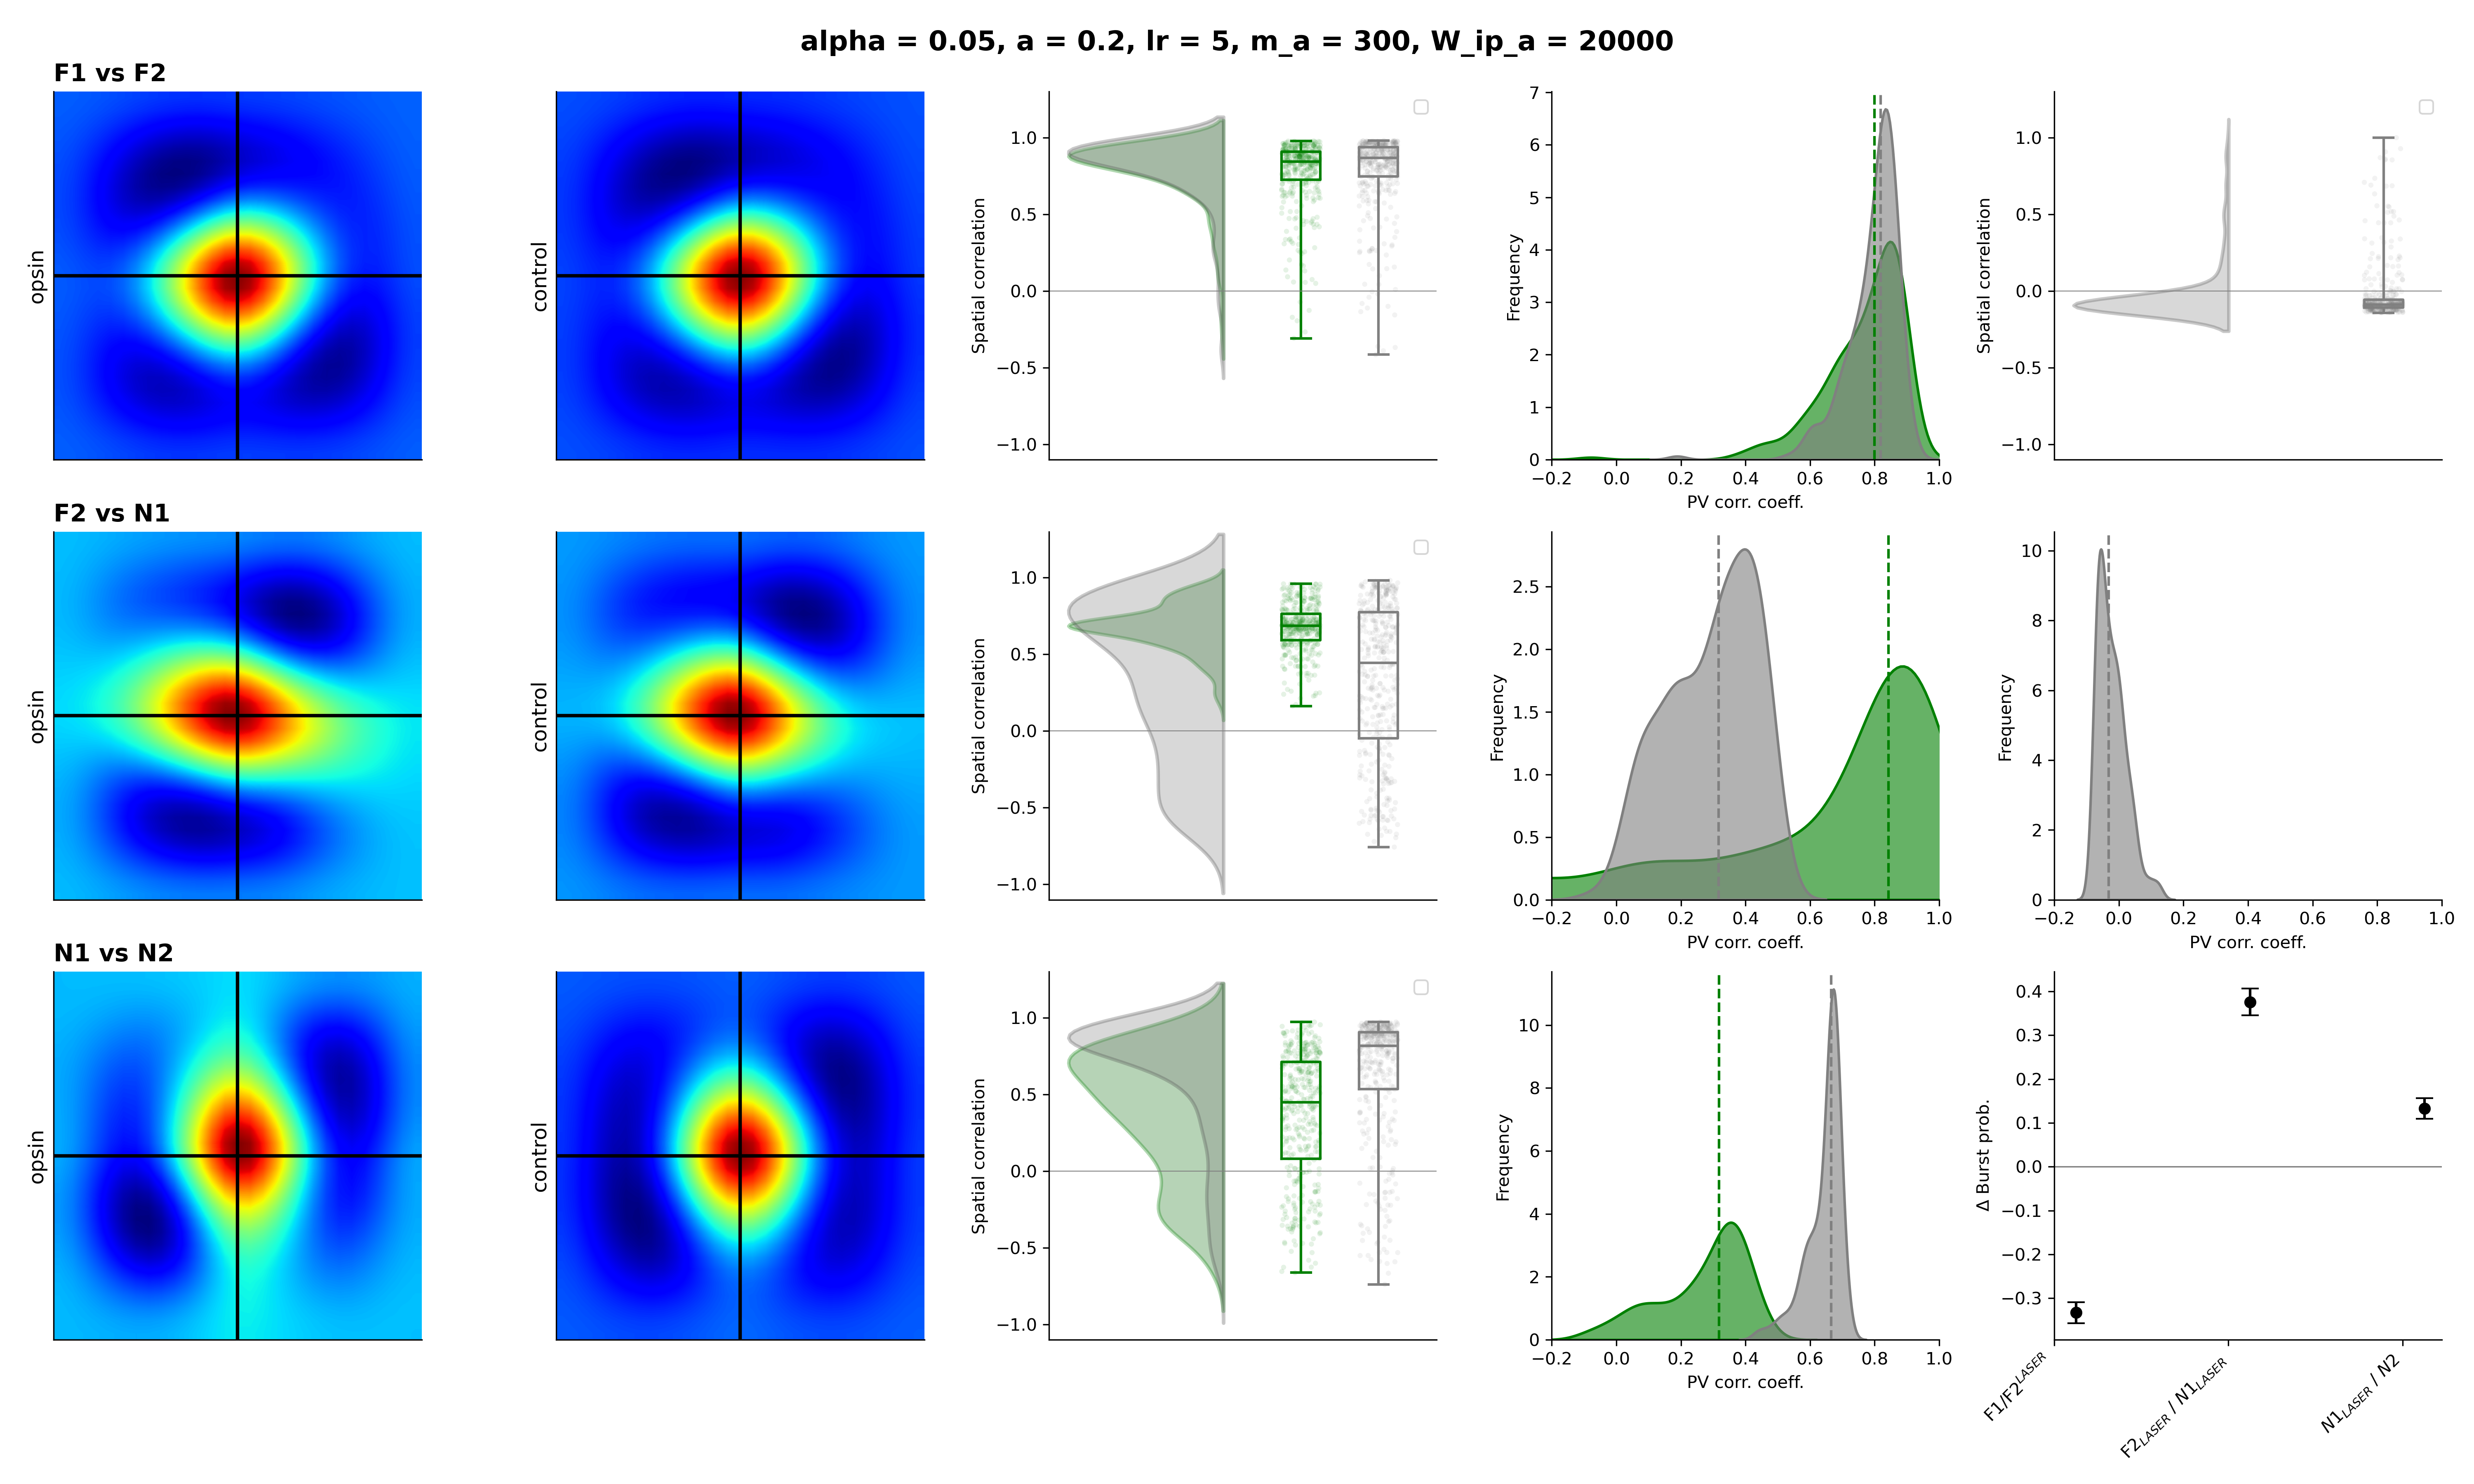 alpha = 0.05, a = 0.2, lr = 5, m_a = 300, W_ip_a = 20000
F1 vs F2
opsin
control
Spatial correlation
1.0
0.5
0.0
−0.5
−1.0
Frequency
7
6
5
4
3
2
1
0
−0.2 0.0 0.2 0.4 0.6 0.8 1.0
PV corr. coeff.
Spatial correlation
1.0
0.5
0.0
−0.5
−1.0
F2 vs N1
opsin
control
Spatial correlation
1.0
0.5
0.0
−0.5
−1.0
Frequency
2.5
2.0
1.5
1.0
0.5
0.0
−0.2 0.0 0.2 0.4 0.6 0.8 1.0
PV corr. coeff.
Frequency
10
8
6
4
2
0
−0.2 0.0 0.2 0.4 0.6 0.8 1.0
PV corr. coeff.
N1 vs N2
opsin
control
Spatial correlation
1.0
0.5
0.0
−0.5
−1.0
Frequency
10
8
6
4
2
0
−0.2 0.0 0.2 0.4 0.6 0.8 1.0
PV corr. coeff.
Δ Burst prob.
0.4
0.3
0.2
0.1
0.0
−0.1
−0.2
−0.3
F1/F2^LASER
F2_LASER / N1_LASER
N1_LASER / N2